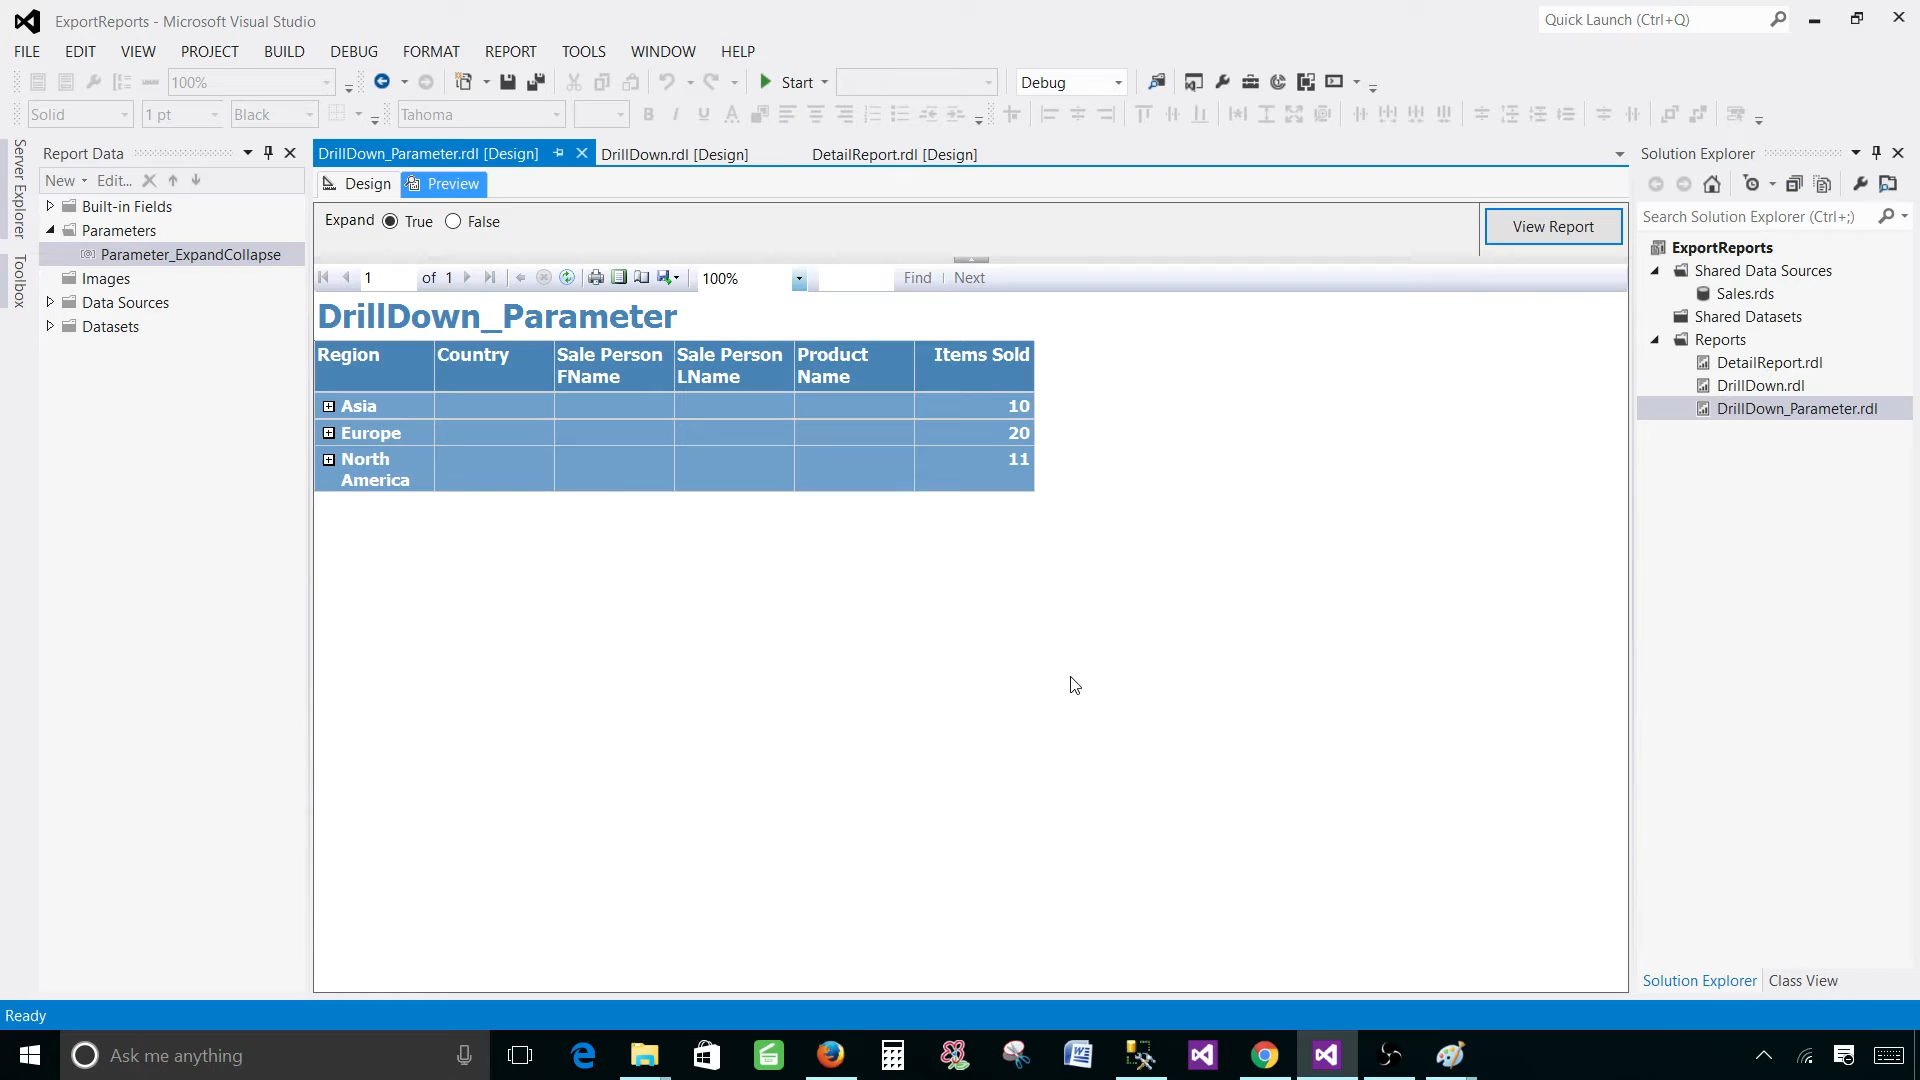 ExportReports - Microsoft Visual Studio
Quick Launch (Ctrl+Q)
FILE EDIT VIEW PROJECT BUILD DEBUG FORMAT REPORT TOOLS WINDOW HELP
100% Start Debug
Solid 1 pt Black Tahoma B I U A
Server Explorer
Toolbox
Report Data
New Edit...
Built-in Fields
Parameters
Parameter_ExpandCollapse
Images
Data Sources
Datasets
DrillDown_Parameter.rdl [Design] DrillDown.rdl [Design] DetailReport.rdl [Design]
Design Preview
Expand True False
View Report
1 of 1 100% Find Next
DrillDown_Parameter
Region Country Sale Person FName Sale Person LName Product Name Items Sold
Asia 10
Europe 20
North America 11
Solution Explorer
Search Solution Explorer (Ctrl+;)
ExportReports
Shared Data Sources
Sales.rds
Shared Datasets
Reports
DetailReport.rdl
DrillDown.rdl
DrillDown_Parameter.rdl
Solution Explorer Class View
Ready
Ask me anything